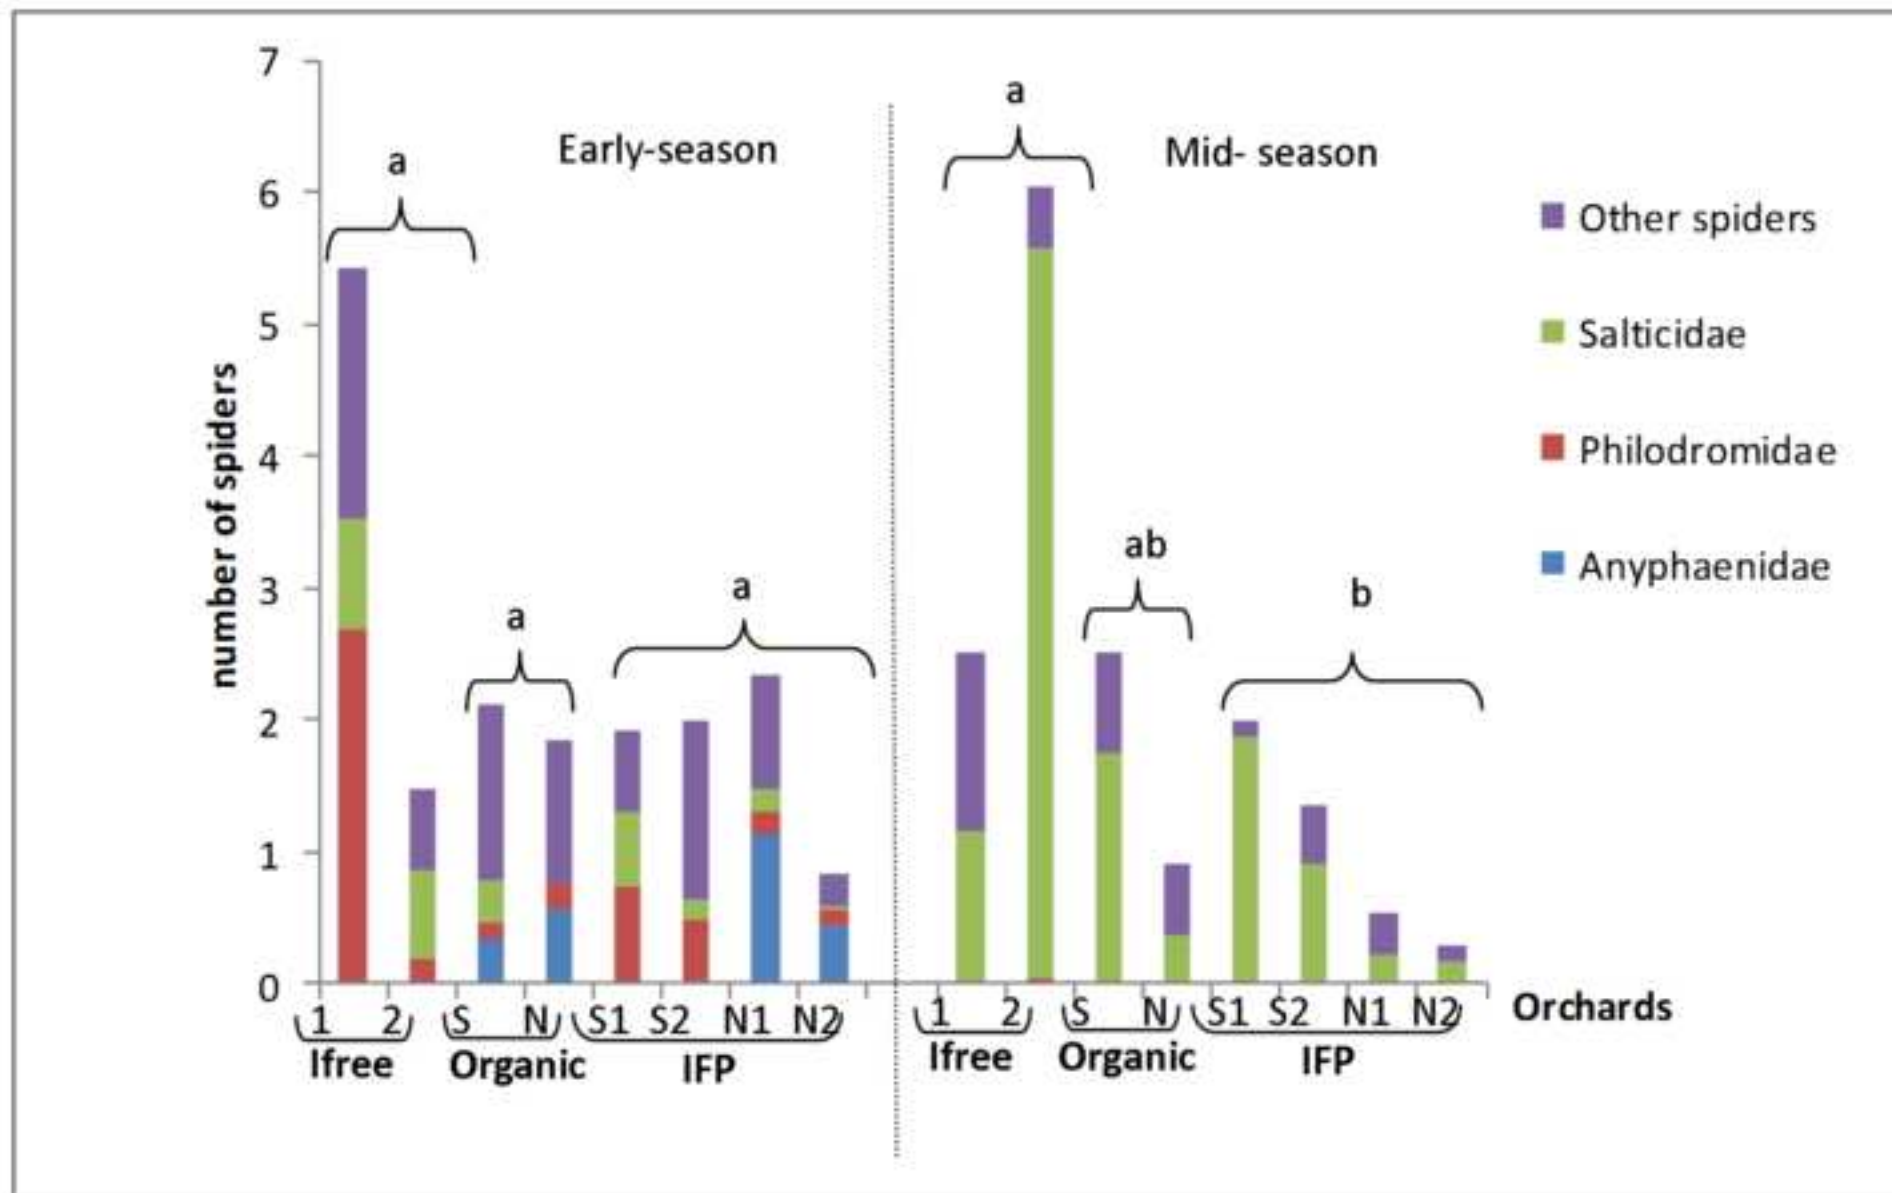 7
6
5
4
3
2
1
0
number of spiders
Early-season
Mid- season
a
a
a
a
ab
b
Other spiders
Salticidae
Philodromidae
Anyphaenidae
1 2 S N S1 S2 N1 N2
Ifree Organic IFP
1 2 S N S1 S2 N1 N2
Ifree Organic IFP
Orchards